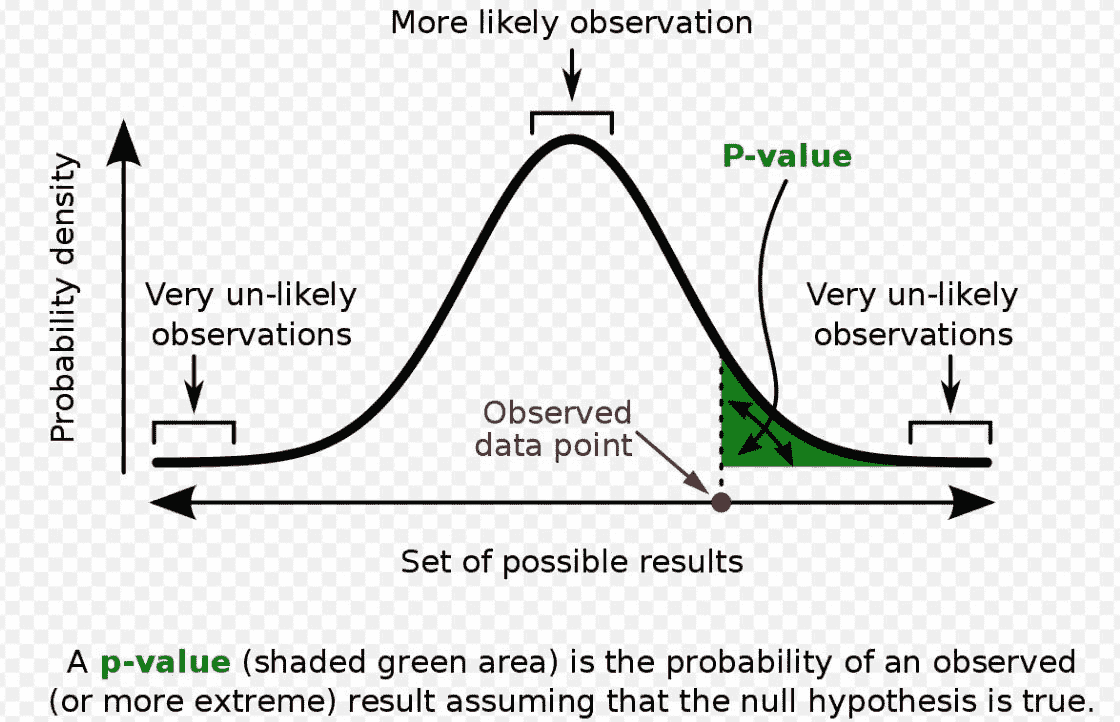 More likely observation
P-value
Probability density
Very un-likely
observations
Very un-likely
observations
Observed
data point
Set of possible results
A p-value (shaded green area) is the probability of an observed
(or more extreme) result assuming that the null hypothesis is true.